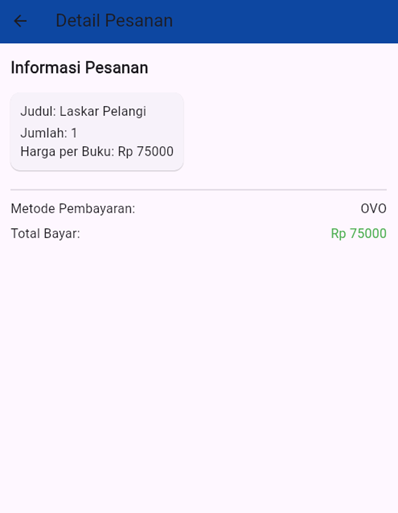 Detail Pesanan
Informasi Pesanan
Judul: Laskar Pelangi
Jumlah: 1
Harga per Buku: Rp 75000
Metode Pembayaran: OVO
Total Bayar: Rp 75000